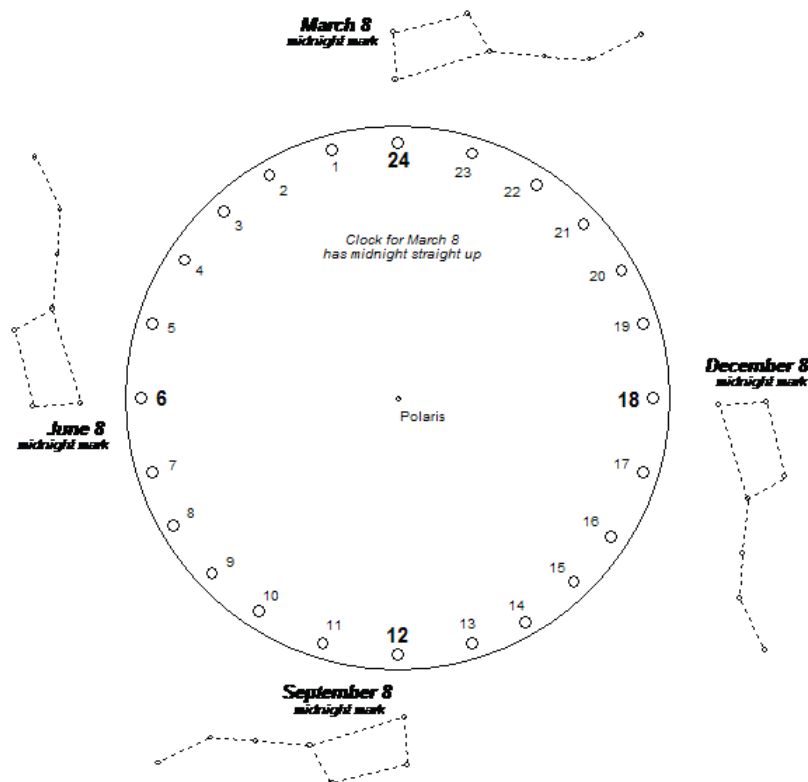 March 8
midnight mark
24
1
23
2
22
3
21
Clock for March 8
has midnight straight up
4
20
5
19
December 8
midnight mark
6
18
Polaris
June 8
midnight mark
7
17
8
16
9
15
10
14
11
12
13
September 8
midnight mark